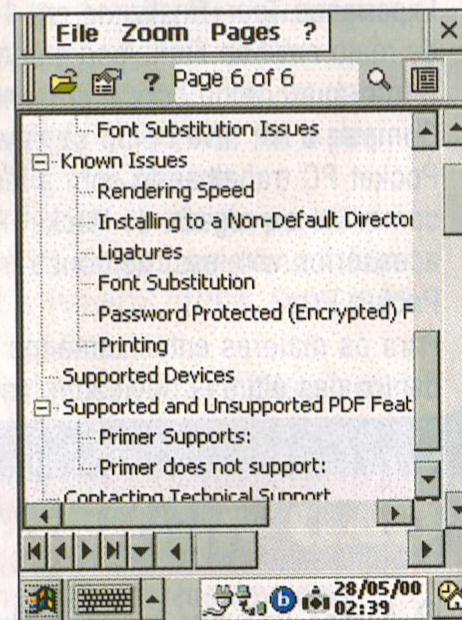 File Zoom Pages ?
? Page 6 of 6
Font Substitution Issues
Known Issues
Rendering Speed
Installing to a Non-Default Director
Ligatures
Font Substitution
Password Protected (Encrypted) F
Printing
Supported Devices
Supported and Unsupported PDF Feat
Primer Supports:
Primer does not support:
Contacting Technical Support
28/05/00
02:39